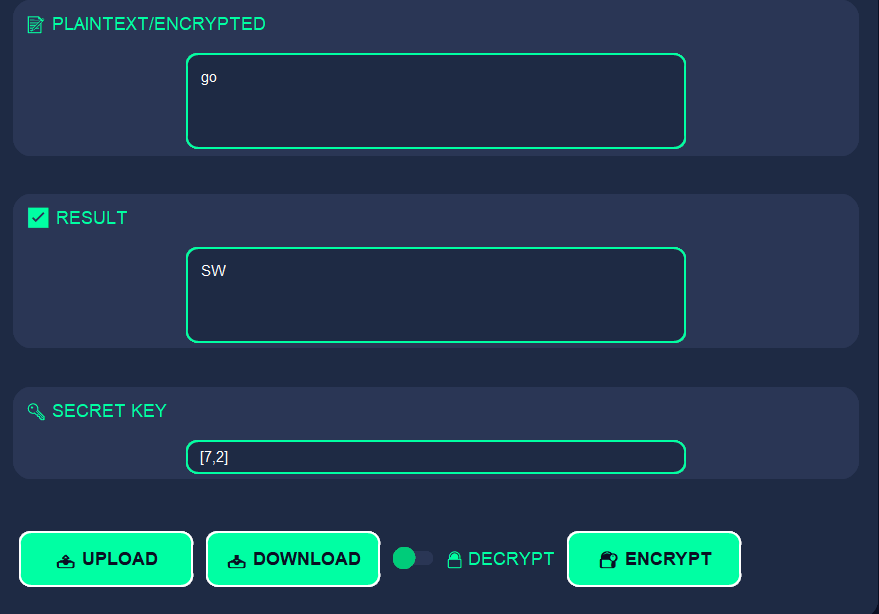 PLAINTEXT/ENCRYPTED
go
RESULT
SW
SECRET KEY
[7,2]
UPLOAD DOWNLOAD DECRYPT ENCRYPT